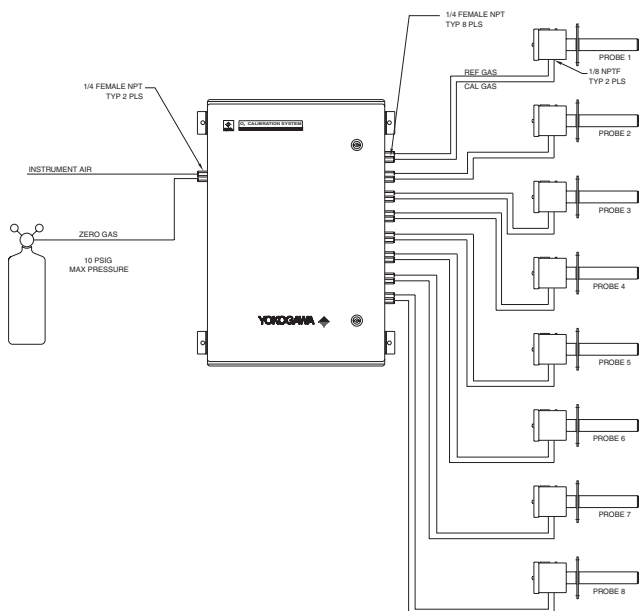 1/4 FEMALE NPT
TYP 8 PLS
PROBE 1
REF GAS
CAL GAS
1/8 NPTF
TYP 2 PLS
1/4 FEMALE NPT
TYP 2 PLS
O₂ CALIBRATION SYSTEM
PROBE 2
INSTRUMENT AIR
PROBE 3
ZERO GAS
10 PSIG
MAX PRESSURE
PROBE 4
YOKOGAWA
PROBE 5
PROBE 6
PROBE 7
PROBE 8